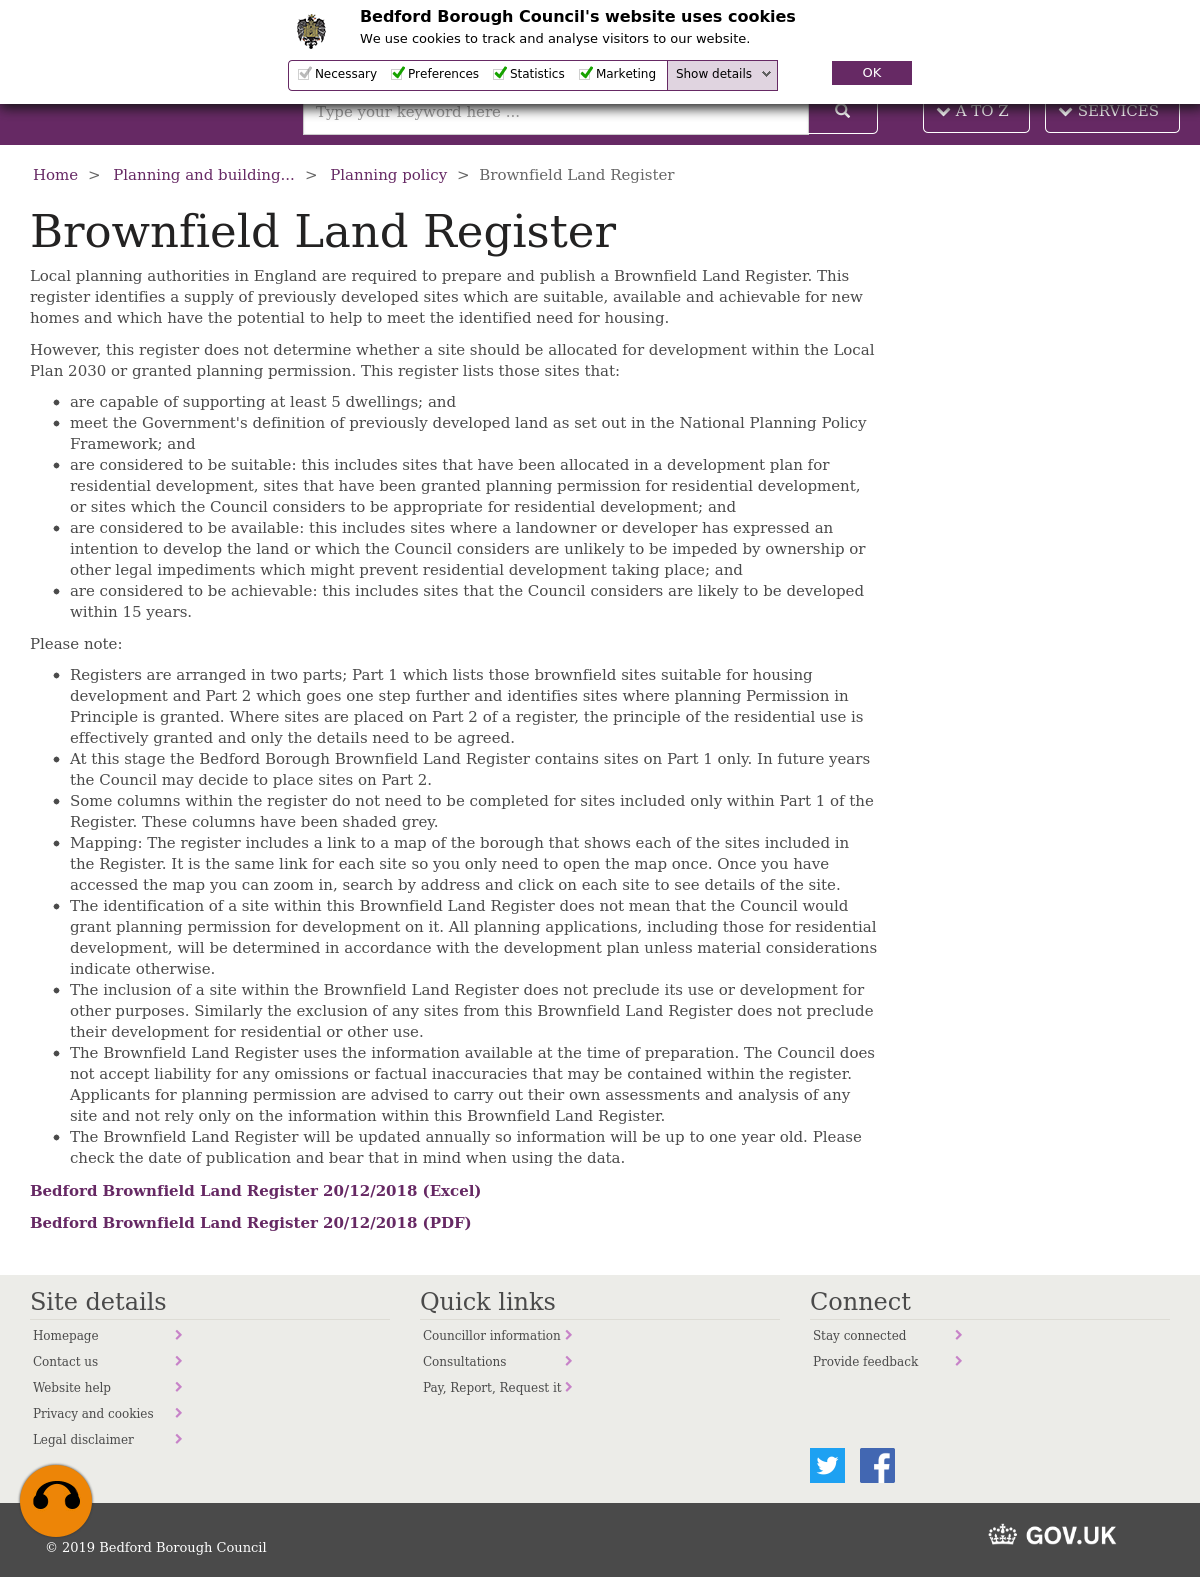 Bedford Borough Council's website uses cookies
We use cookies to track and analyse visitors to our website.
Necessary Preferences Statistics Marketing Show details OK
Type your keyword here ... A TO Z SERVICES
Home > Planning and building... > Planning policy > Brownfield Land Register
Brownfield Land Register
Local planning authorities in England are required to prepare and publish a Brownfield Land Register. This
register identifies a supply of previously developed sites which are suitable, available and achievable for new
homes and which have the potential to help to meet the identified need for housing.
However, this register does not determine whether a site should be allocated for development within the Local
Plan 2030 or granted planning permission. This register lists those sites that:
• are capable of supporting at least 5 dwellings; and
• meet the Government's definition of previously developed land as set out in the National Planning Policy
Framework; and
• are considered to be suitable: this includes sites that have been allocated in a development plan for
residential development, sites that have been granted planning permission for residential development,
or sites which the Council considers to be appropriate for residential development; and
• are considered to be available: this includes sites where a landowner or developer has expressed an
intention to develop the land or which the Council considers are unlikely to be impeded by ownership or
other legal impediments which might prevent residential development taking place; and
• are considered to be achievable: this includes sites that the Council considers are likely to be developed
within 15 years.
Please note:
• Registers are arranged in two parts; Part 1 which lists those brownfield sites suitable for housing
development and Part 2 which goes one step further and identifies sites where planning Permission in
Principle is granted. Where sites are placed on Part 2 of a register, the principle of the residential use is
effectively granted and only the details need to be agreed.
• At this stage the Bedford Borough Brownfield Land Register contains sites on Part 1 only. In future years
the Council may decide to place sites on Part 2.
• Some columns within the register do not need to be completed for sites included only within Part 1 of the
Register. These columns have been shaded grey.
• Mapping: The register includes a link to a map of the borough that shows each of the sites included in
the Register. It is the same link for each site so you only need to open the map once. Once you have
accessed the map you can zoom in, search by address and click on each site to see details of the site.
• The identification of a site within this Brownfield Land Register does not mean that the Council would
grant planning permission for development on it. All planning applications, including those for residential
development, will be determined in accordance with the development plan unless material considerations
indicate otherwise.
• The inclusion of a site within the Brownfield Land Register does not preclude its use or development for
other purposes. Similarly the exclusion of any sites from this Brownfield Land Register does not preclude
their development for residential or other use.
• The Brownfield Land Register uses the information available at the time of preparation. The Council does
not accept liability for any omissions or factual inaccuracies that may be contained within the register.
Applicants for planning permission are advised to carry out their own assessments and analysis of any
site and not rely only on the information within this Brownfield Land Register.
• The Brownfield Land Register will be updated annually so information will be up to one year old. Please
check the date of publication and bear that in mind when using the data.
Bedford Brownfield Land Register 20/12/2018 (Excel)
Bedford Brownfield Land Register 20/12/2018 (PDF)
Site details
Homepage
Contact us
Website help
Privacy and cookies
Legal disclaimer
Quick links
Councillor information
Consultations
Pay, Report, Request it
Connect
Stay connected
Provide feedback
© 2019 Bedford Borough Council
GOV.UK